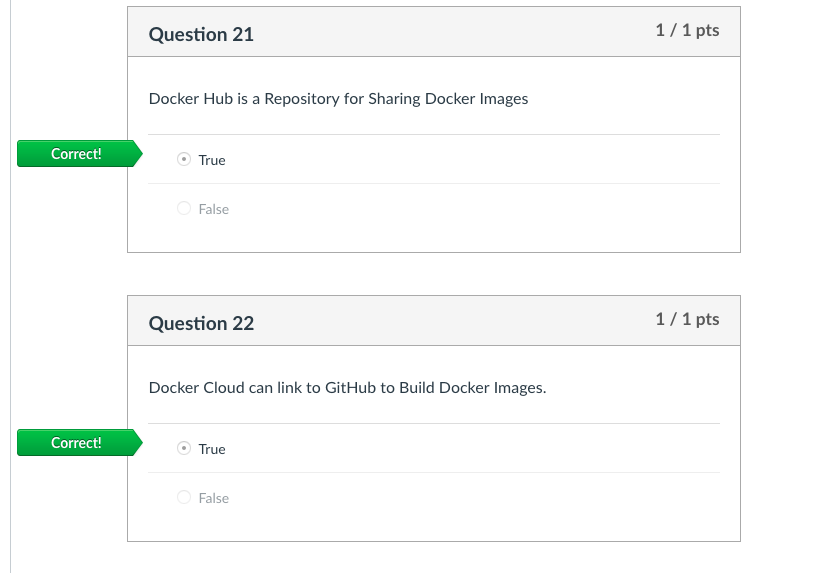 Question 21
1 / 1 pts
Docker Hub is a Repository for Sharing Docker Images
Correct!
True
False
Question 22
1 / 1 pts
Docker Cloud can link to GitHub to Build Docker Images.
Correct!
True
False